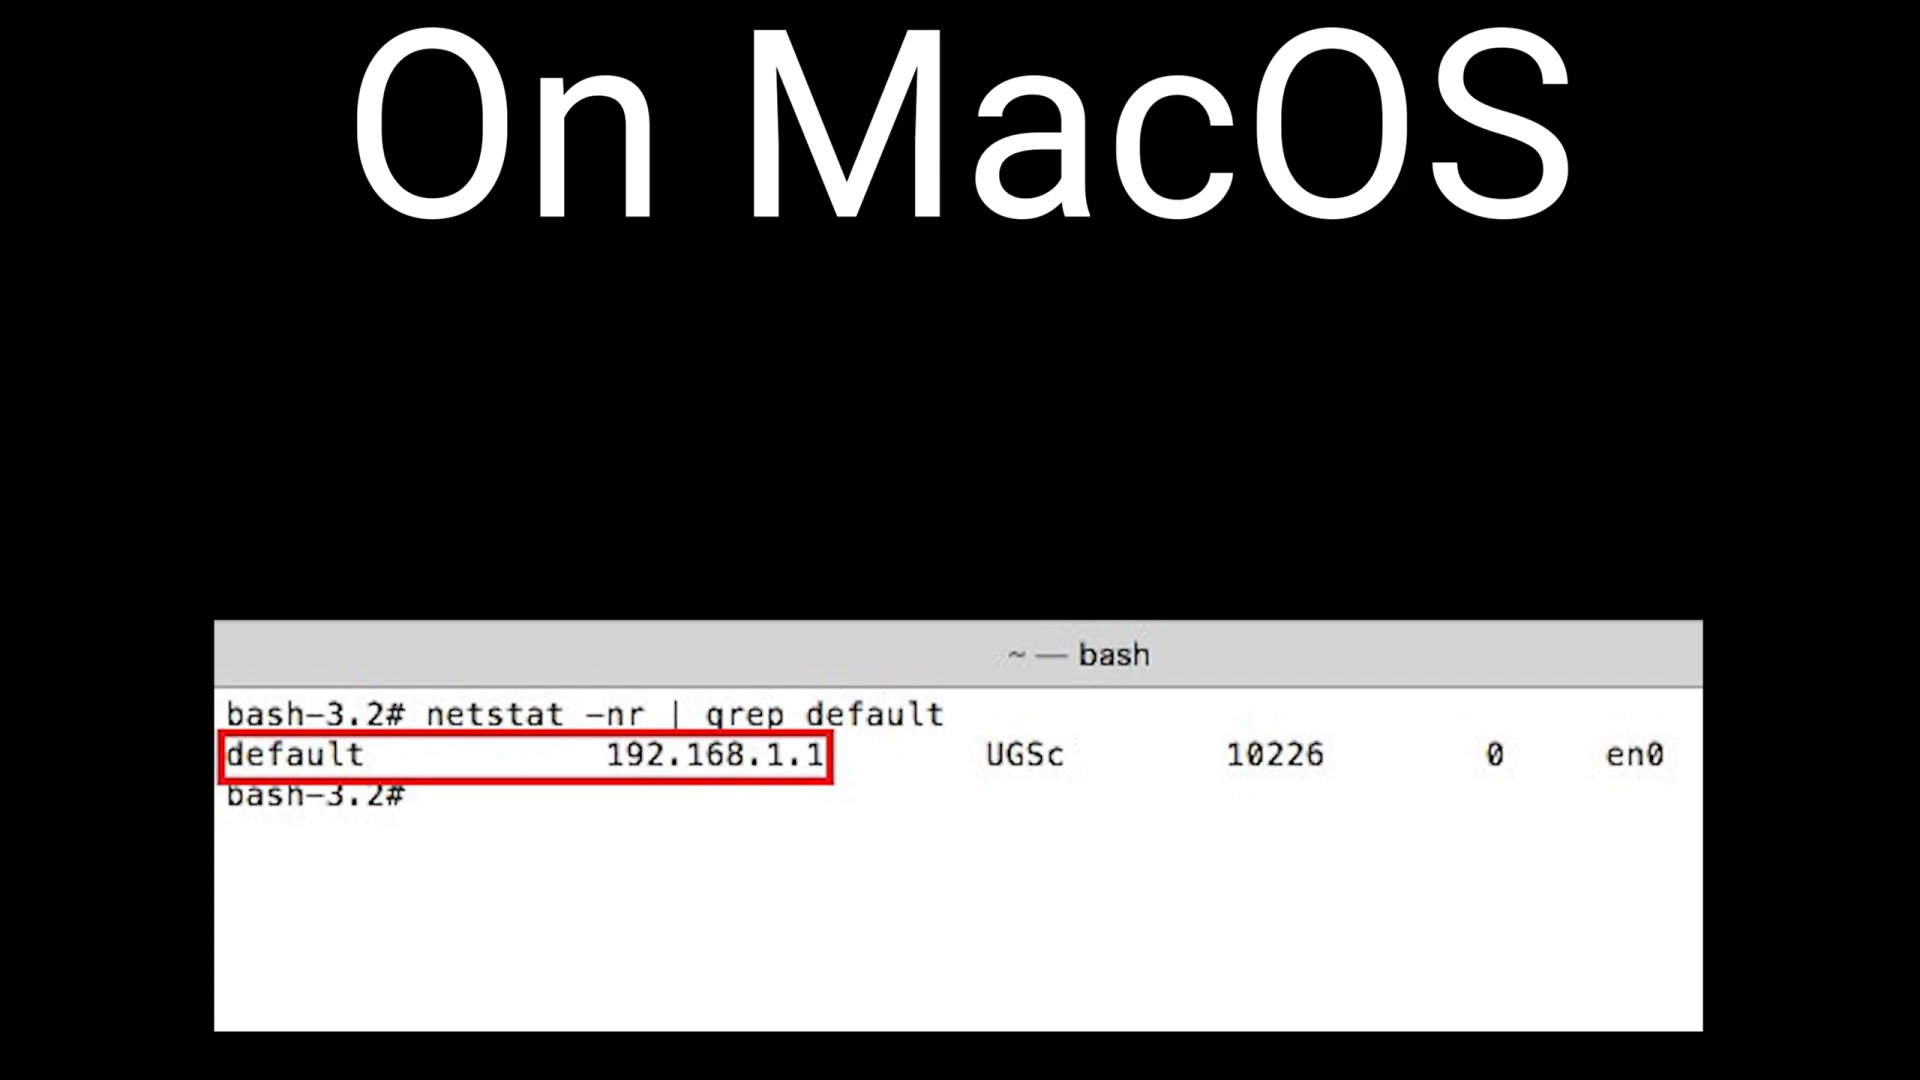 On MacOS
~ — bash
bash-3.2# netstat -nr | grep default
default 192.168.1.1 UGSc 10226 0 en0
bash-3.2#